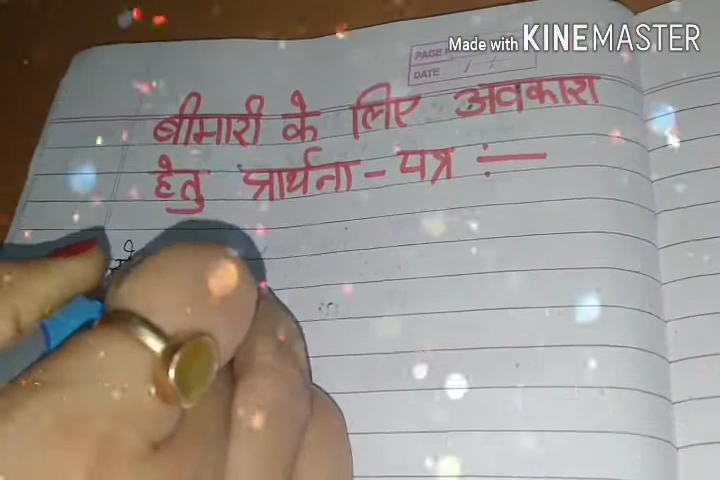 Made with KINEMASTER
PAGE
DATE / /
बीमारी के लिए अवकाश
हेतु प्रार्थना - पत्र :—